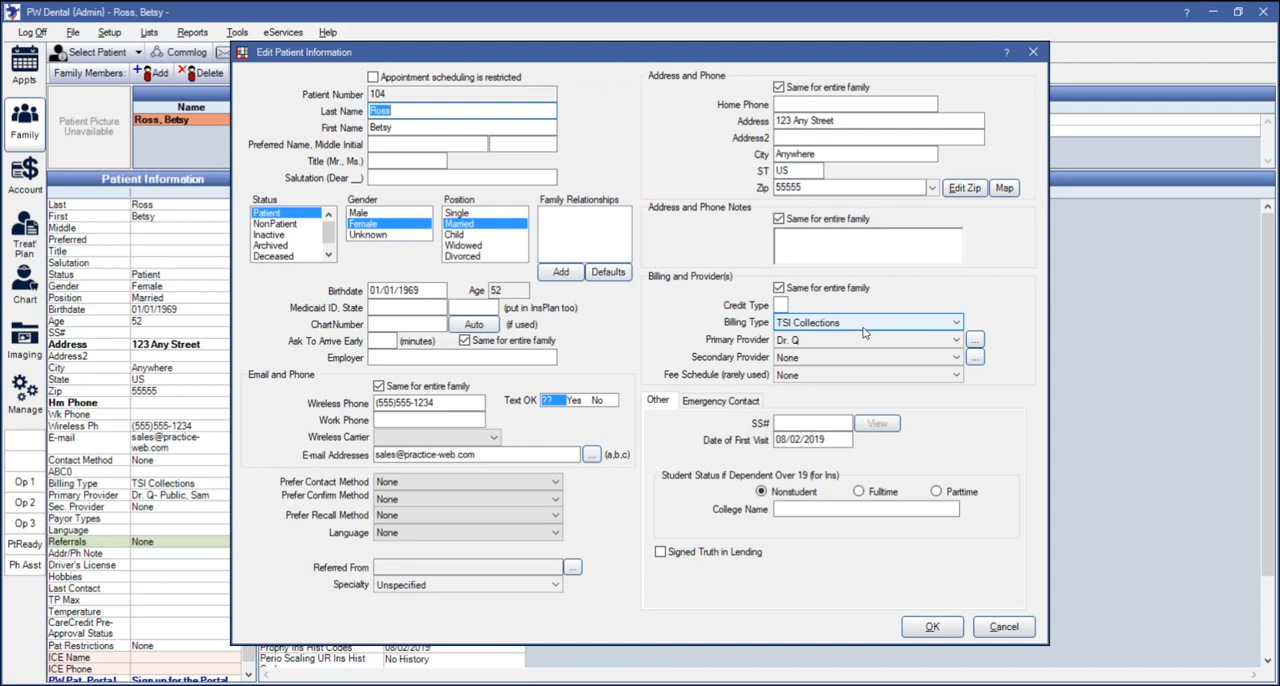 PW Dental {Admin} - Ross, Betsy -
?
Log Off File Setup Lists Reports Tools eServices Help
Select Patient Commlog
Family Members: Add Delete
Appts
Family
Account
Treat'
Plan
Chart
Imaging
Manage
Op 1
Op 2
Op 3
PtReady
Ph Asst
Patient Picture
Unavailable
Name
Ross, Betsy
Patient Information
Last Ross
First Betsy
Middle
Preferred
Title
Salutation
Status Patient
Gender Female
Position Married
Birthdate 01/01/1969
Age 52
SS#
Address 123 Any Street
Address2
City Anywhere
State US
Zip 55555
Hm Phone
Wk Phone
Wireless Ph (555)555-1234
E-mail sales@practice-
web.com
Contact Method None
ABC0
Billing Type TSI Collections
Primary Provider Dr. Q- Public, Sam
Sec. Provider None
Payor Types
Language
Referrals None
Addr/Ph Note
Driver's License
Hobbies
Last Contact
TP Max
Temperature
CareCredit Pre-
Approval Status
Pat Restrictions None
ICE Name
ICE Phone
PW Pat. Portal Sign up for the Portal
Edit Patient Information
?
Appointment scheduling is restricted
Patient Number 104
Last Name Ross
First Name Betsy
Preferred Name, Middle Initial
Title (Mr., Ms.)
Salutation (Dear __)
Status
Patient
NonPatient
Inactive
Archived
Deceased
Gender
Male
Female
Unknown
Position
Single
Married
Child
Widowed
Divorced
Family Relationships
Add Defaults
Birthdate 01/01/1969 Age 52
Medicaid ID, State (put in InsPlan too)
ChartNumber Auto (if used)
Ask To Arrive Early (minutes) Same for entire family
Employer
Email and Phone
Same for entire family
Wireless Phone (555)555-1234 Text OK ?? Yes No
Work Phone
Wireless Carrier
E-mail Addresses sales@practice-web.com ... (a,b,c)
Prefer Contact Method None
Prefer Confirm Method None
Prefer Recall Method None
Language None
Referred From ...
Specialty Unspecified
Address and Phone
Same for entire family
Home Phone
Address 123 Any Street
Address2
City Anywhere
ST US
Zip 55555 Edit Zip Map
Address and Phone Notes
Same for entire family
Billing and Provider(s)
Same for entire family
Credit Type
Billing Type TSI Collections
Primary Provider Dr. Q ...
Secondary Provider None ...
Fee Schedule (rarely used) None
Other Emergency Contact
SS# View
Date of First Visit 08/02/2019
Student Status if Dependent Over 19 (for Ins)
Nonstudent Fulltime Parttime
College Name
Signed Truth in Lending
OK Cancel
Prophy Ins Hist Codes 08/02/2019
Perio Scaling UR Ins Hist No History